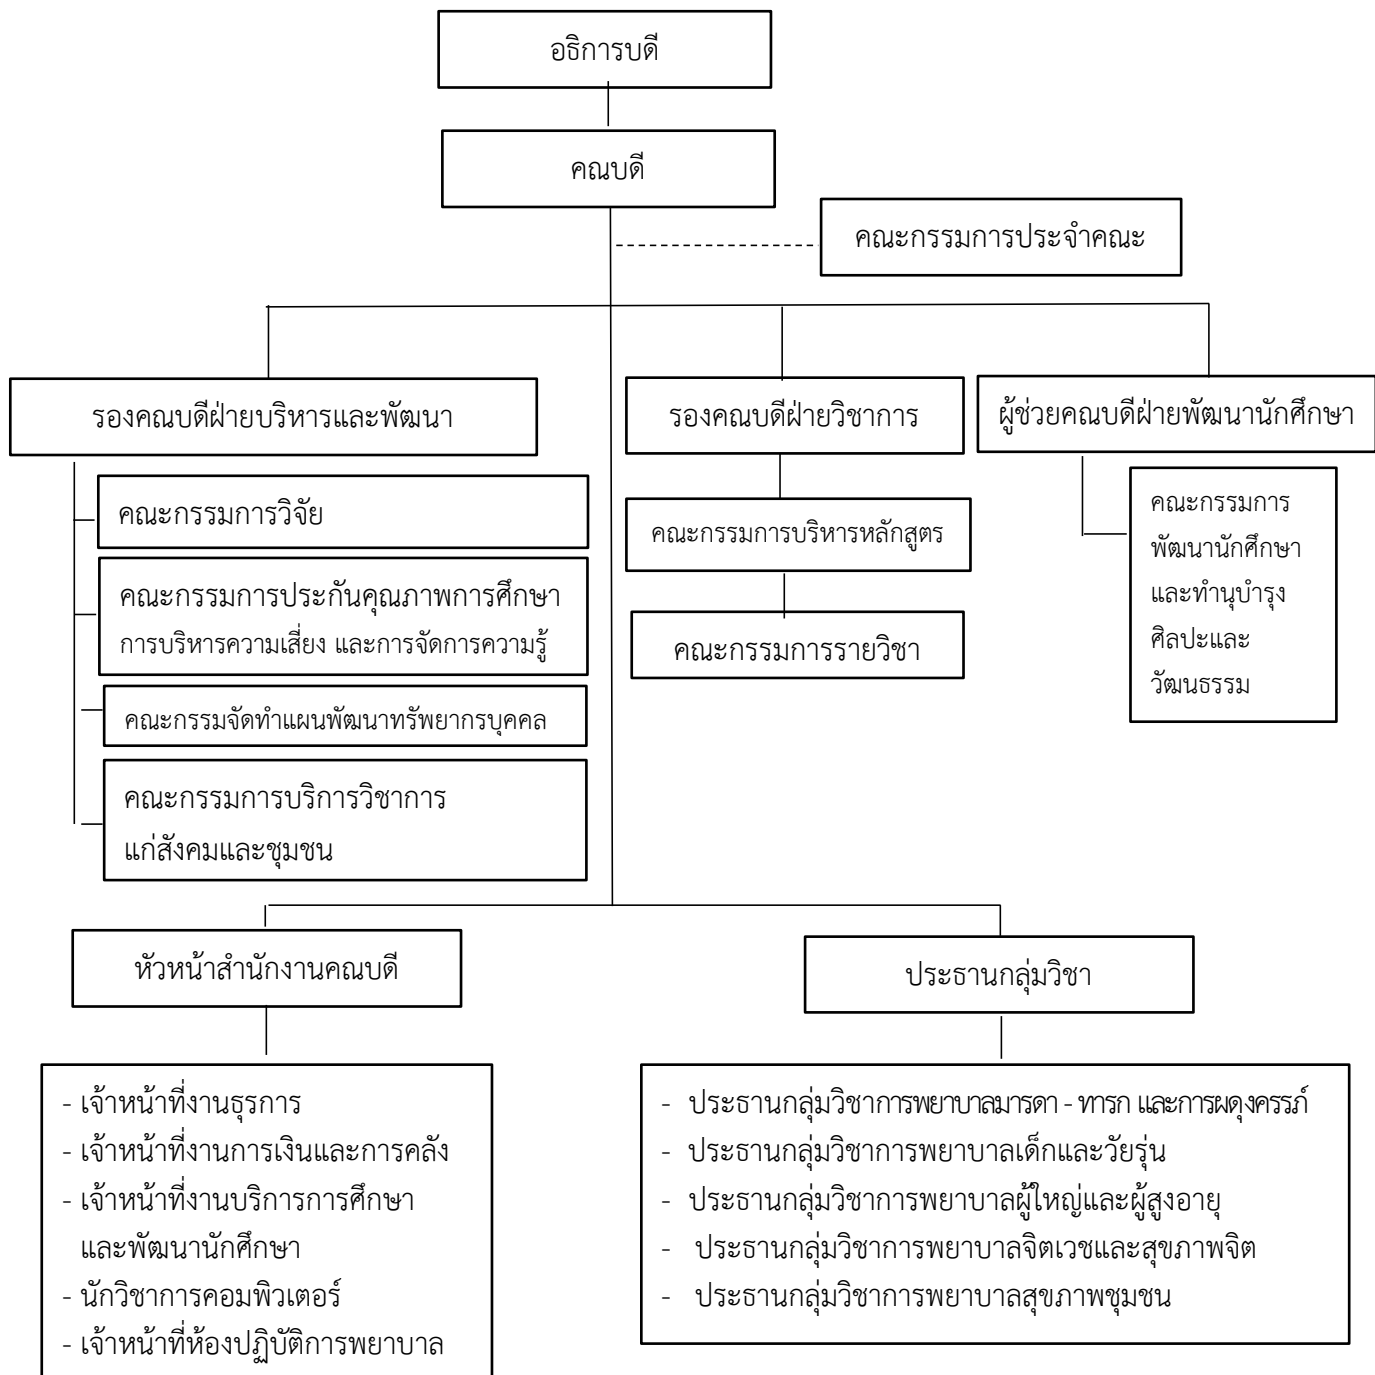 อธิการบดี
คณบดี
คณะกรรมการประจำคณะ
รองคณบดีฝ่ายบริหารและพัฒนา
คณะกรรมการวิจัย
คณะกรรมการประกันคุณภาพการศึกษา
การบริหารความเสี่ยง และการจัดการความรู้
คณะกรรมจัดทำแผนพัฒนาทรัพยากรบุคคล
คณะกรรมการบริการวิชาการ
แก่สังคมและชุมชน
รองคณบดีฝ่ายวิชาการ
คณะกรรมการบริหารหลักสูตร
คณะกรรมการรายวิชา
ผู้ช่วยคณบดีฝ่ายพัฒนานักศึกษา
คณะกรรมการ
พัฒนานักศึกษา
และทำนุบำรุง
ศิลปะและ
วัฒนธรรม
หัวหน้าสำนักงานคณบดี
- เจ้าหน้าที่งานธุรการ
- เจ้าหน้าที่งานการเงินและการคลัง
- เจ้าหน้าที่งานบริการการศึกษา
และพัฒนานักศึกษา
- นักวิชาการคอมพิวเตอร์
- เจ้าหน้าที่ห้องปฏิบัติการพยาบาล
ประธานกลุ่มวิชา
- ประธานกลุ่มวิชาการพยาบาลมารดา - ทารก และการผดุงครรภ์
- ประธานกลุ่มวิชาการพยาบาลเด็กและวัยรุ่น
- ประธานกลุ่มวิชาการพยาบาลผู้ใหญ่และผู้สูงอายุ
- ประธานกลุ่มวิชาการพยาบาลจิตเวชและสุขภาพจิต
- ประธานกลุ่มวิชาการพยาบาลสุขภาพชุมชน